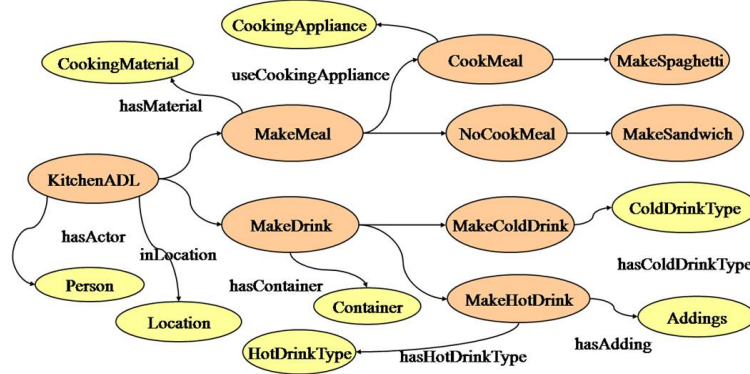 CookingAppliance
CookingMaterial
useCookingAppliance
CookMeal
MakeSpaghetti
hasMaterial
MakeMeal
NoCookMeal
MakeSandwich
KitchenADL
MakeDrink
MakeColdDrink
ColdDrinkType
hasActor
inLocation
hasContainer
hasColdDrinkType
Person
Container
MakeHotDrink
Location
Addings
HotDrinkType
hasHotDrinkType
hasAdding